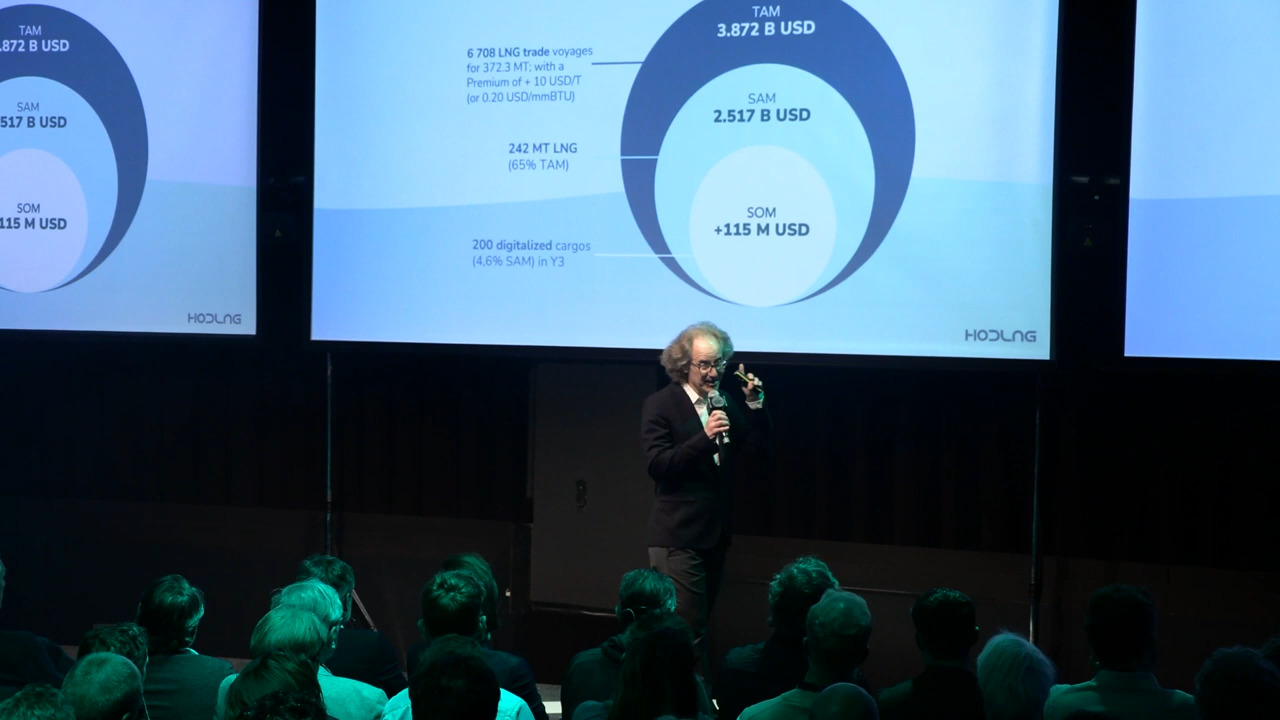 TAM
.872 B USD
SAM
517 B USD
SOM
115 M USD
HODLNG
TAM
3.872 B USD
6 708 LNG trade voyages
for 372.3 MT; with a
Premium of + 10 USD/T
(or 0.20 USD/mmBTU)
SAM
2.517 B USD
242 MT LNG
(65% TAM)
SOM
+115 M USD
200 digitalized cargos
(4,6% SAM) in Y3
HODLNG